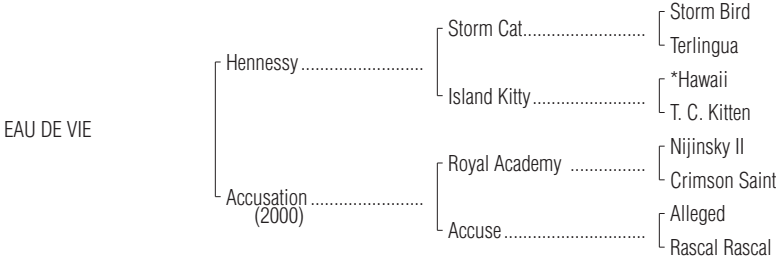 Storm Bird
Storm Cat..........................
Terlingua
Hennessy ..........................
*Hawaii
Island Kitty........................
T. C. Kitten
EAU DE VIE
Nijinsky II
Royal Academy ................
Crimson Saint
Accusation ........................
(2000)
Alleged
Accuse..............................
Rascal Rascal